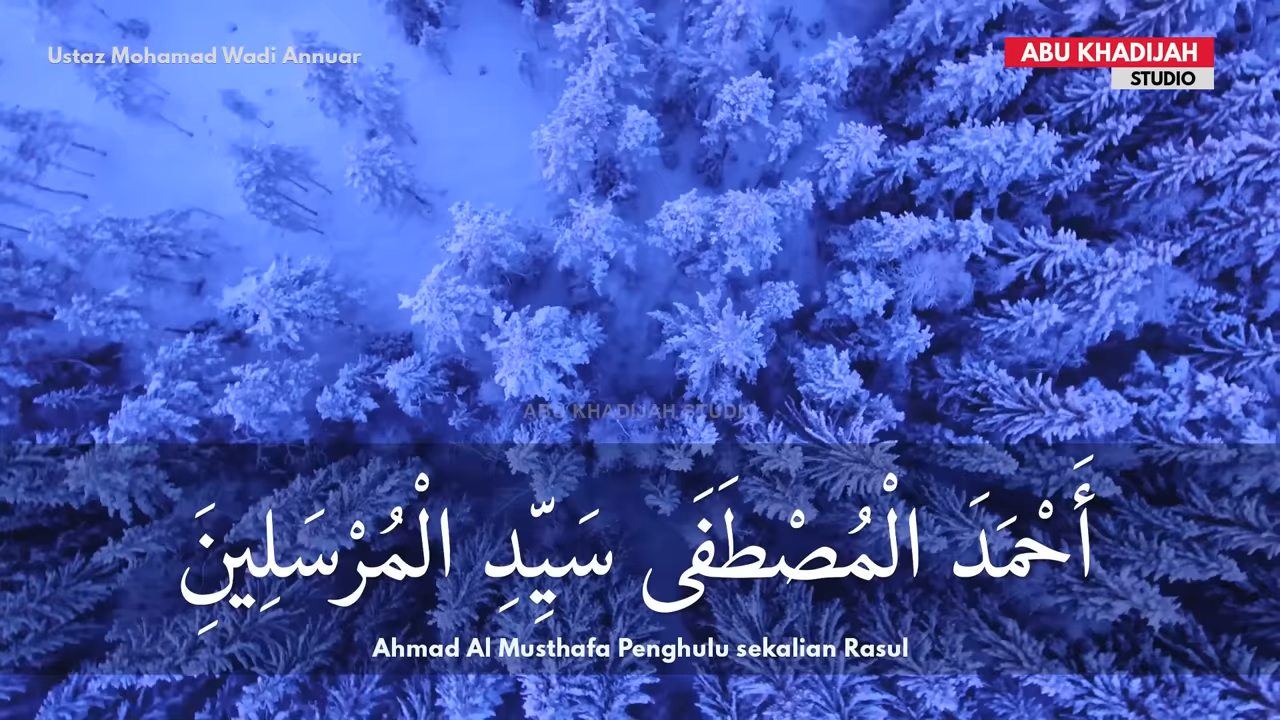 Ustaz Mohamad Wadi Annuar
ABU KHADIJAH
STUDIO
ABU KHADIJAH STUDIO
أَحْمَدَ الْمُصْطَفَى سَيِّدِ الْمُرْسَلِينَِ
Ahmad Al Musthafa Penghulu sekalian Rasul